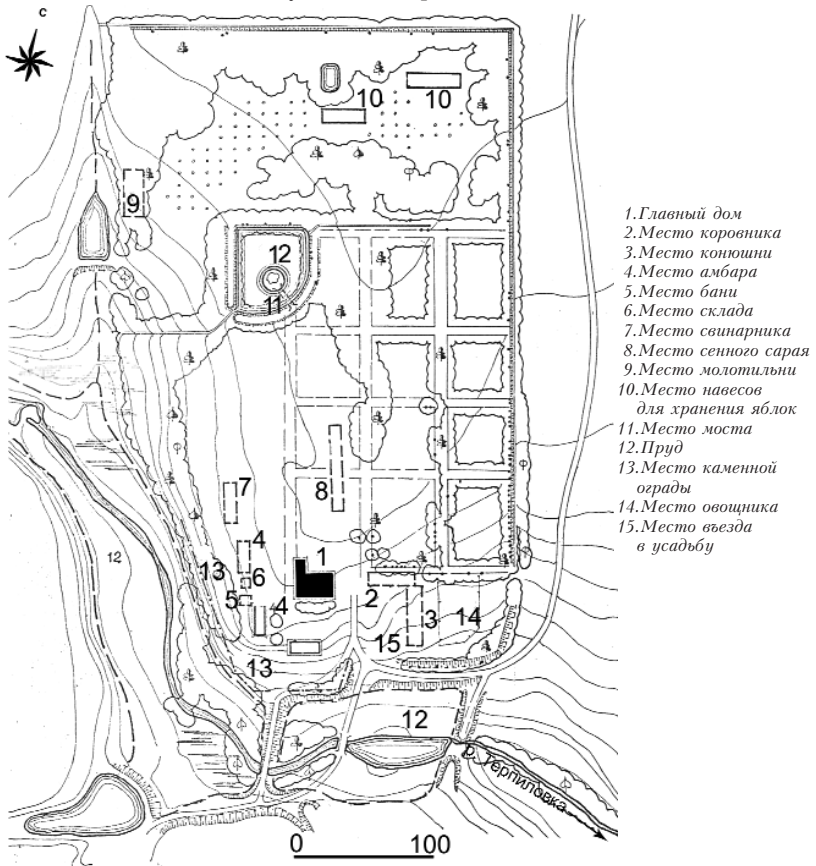 с
10
10
9
12
11
1.Главный дом
2.Место коровника
3.Место конюшни
4.Место амбара
5.Место бани
6.Место склада
7.Место свинарника
8.Место сенного сарая
9.Место молотильни
10.Место навесов
для хранения яблок
11.Место моста
12.Пруд
13.Место каменной
ограды
14.Место овощника
15.Место въезда
в усадьбу
7
8
12
4
1
13
6
2
5
4
3
14
15
13
12
р. Терпиловка
0
100